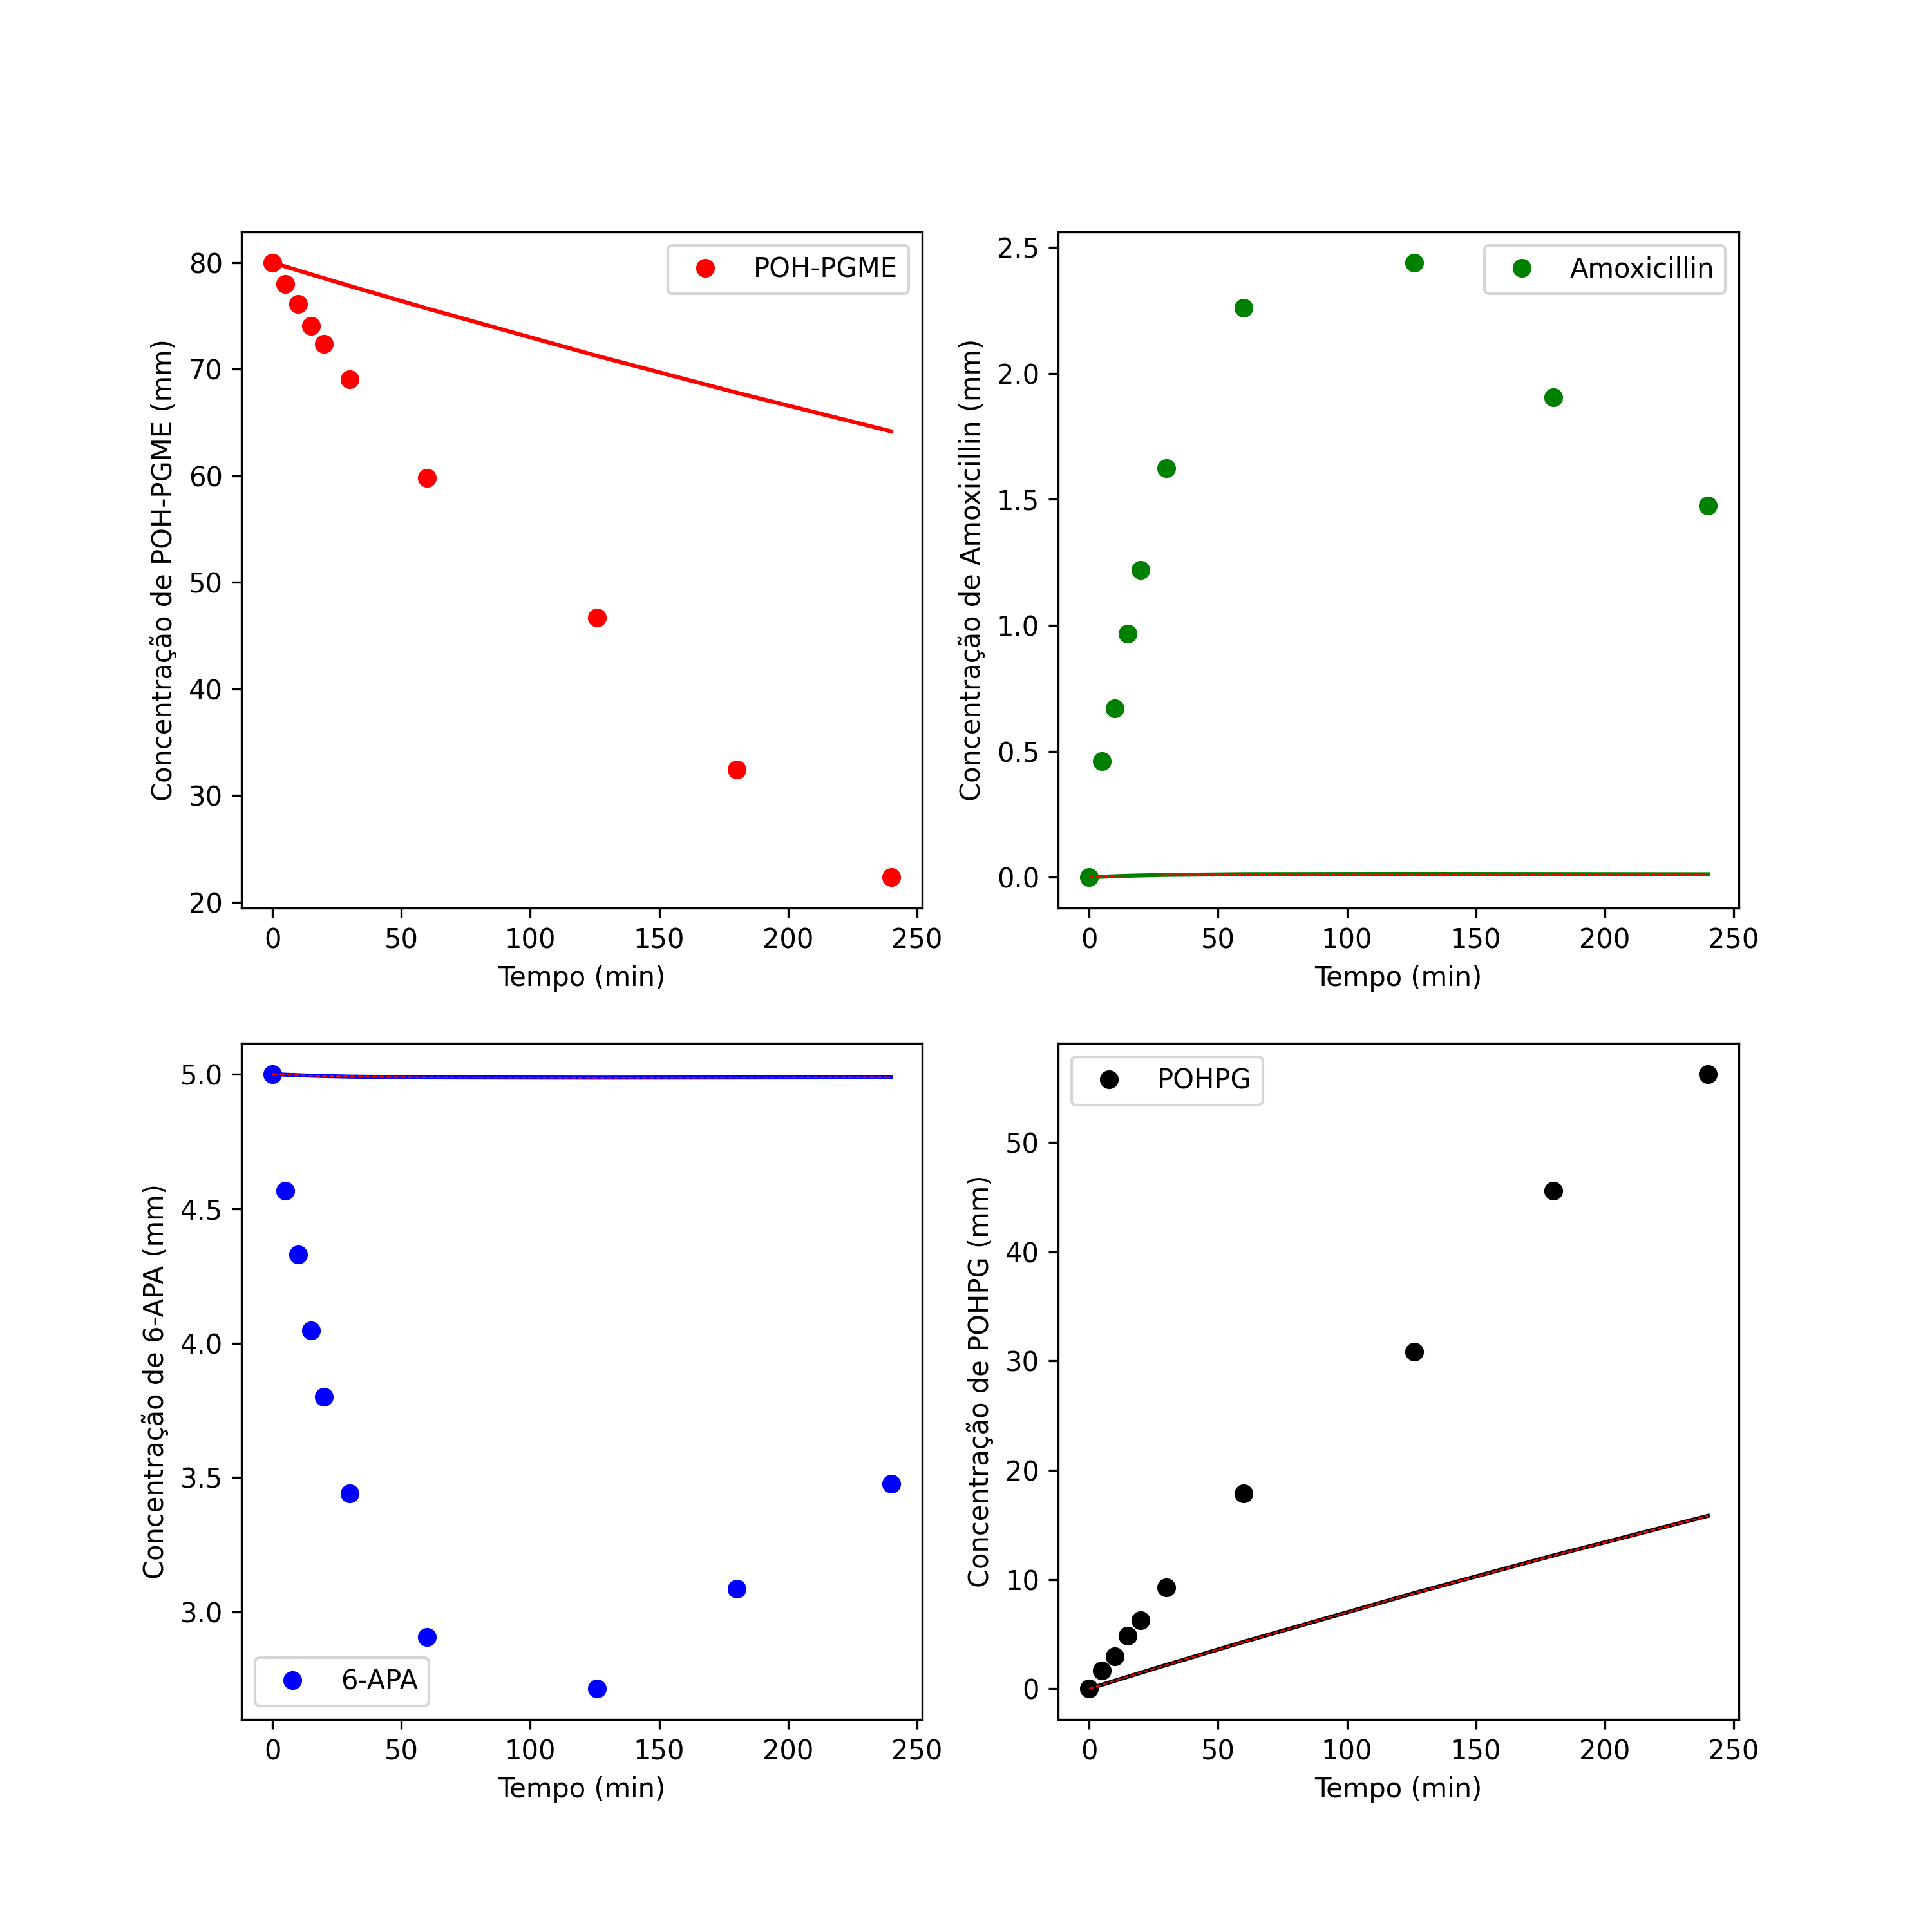 POH-PGME
80
70
60
50
40
30
20
Concentração de POH-PGME (mm)
0 50 100 150 200 250
Tempo (min)
Amoxicillin
2.5
2.0
1.5
1.0
0.5
0.0
Concentração de Amoxicillin (mm)
0 50 100 150 200 250
Tempo (min)
5.0
4.5
4.0
3.5
3.0
Concentração de 6-APA (mm)
6-APA
0 50 100 150 200 250
Tempo (min)
POHPG
50
40
30
20
10
0
Concentração de POHPG (mm)
0 50 100 150 200 250
Tempo (min)